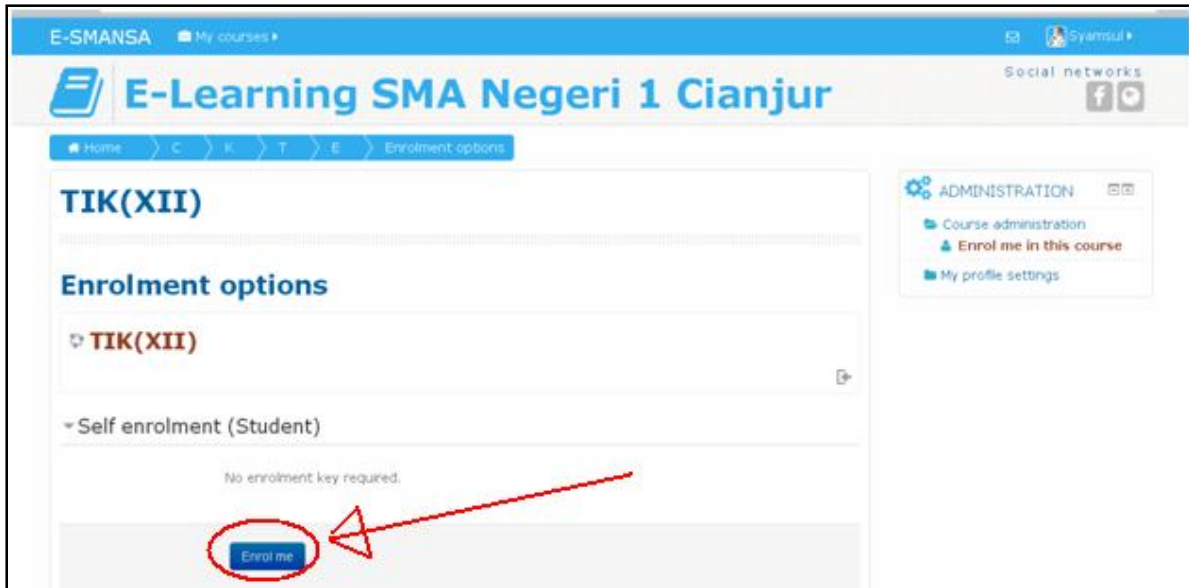 E-SMANSA My courses Syamsul
Social networks
E-Learning SMA Negeri 1 Cianjur
Home C K T E Enrolment options
TIK(XII)
Enrolment options
TIK(XII)
Self enrolment (Student)
No enrolment key required.
Enrol me
ADMINISTRATION
Course administration
Enrol me in this course
My profile settings